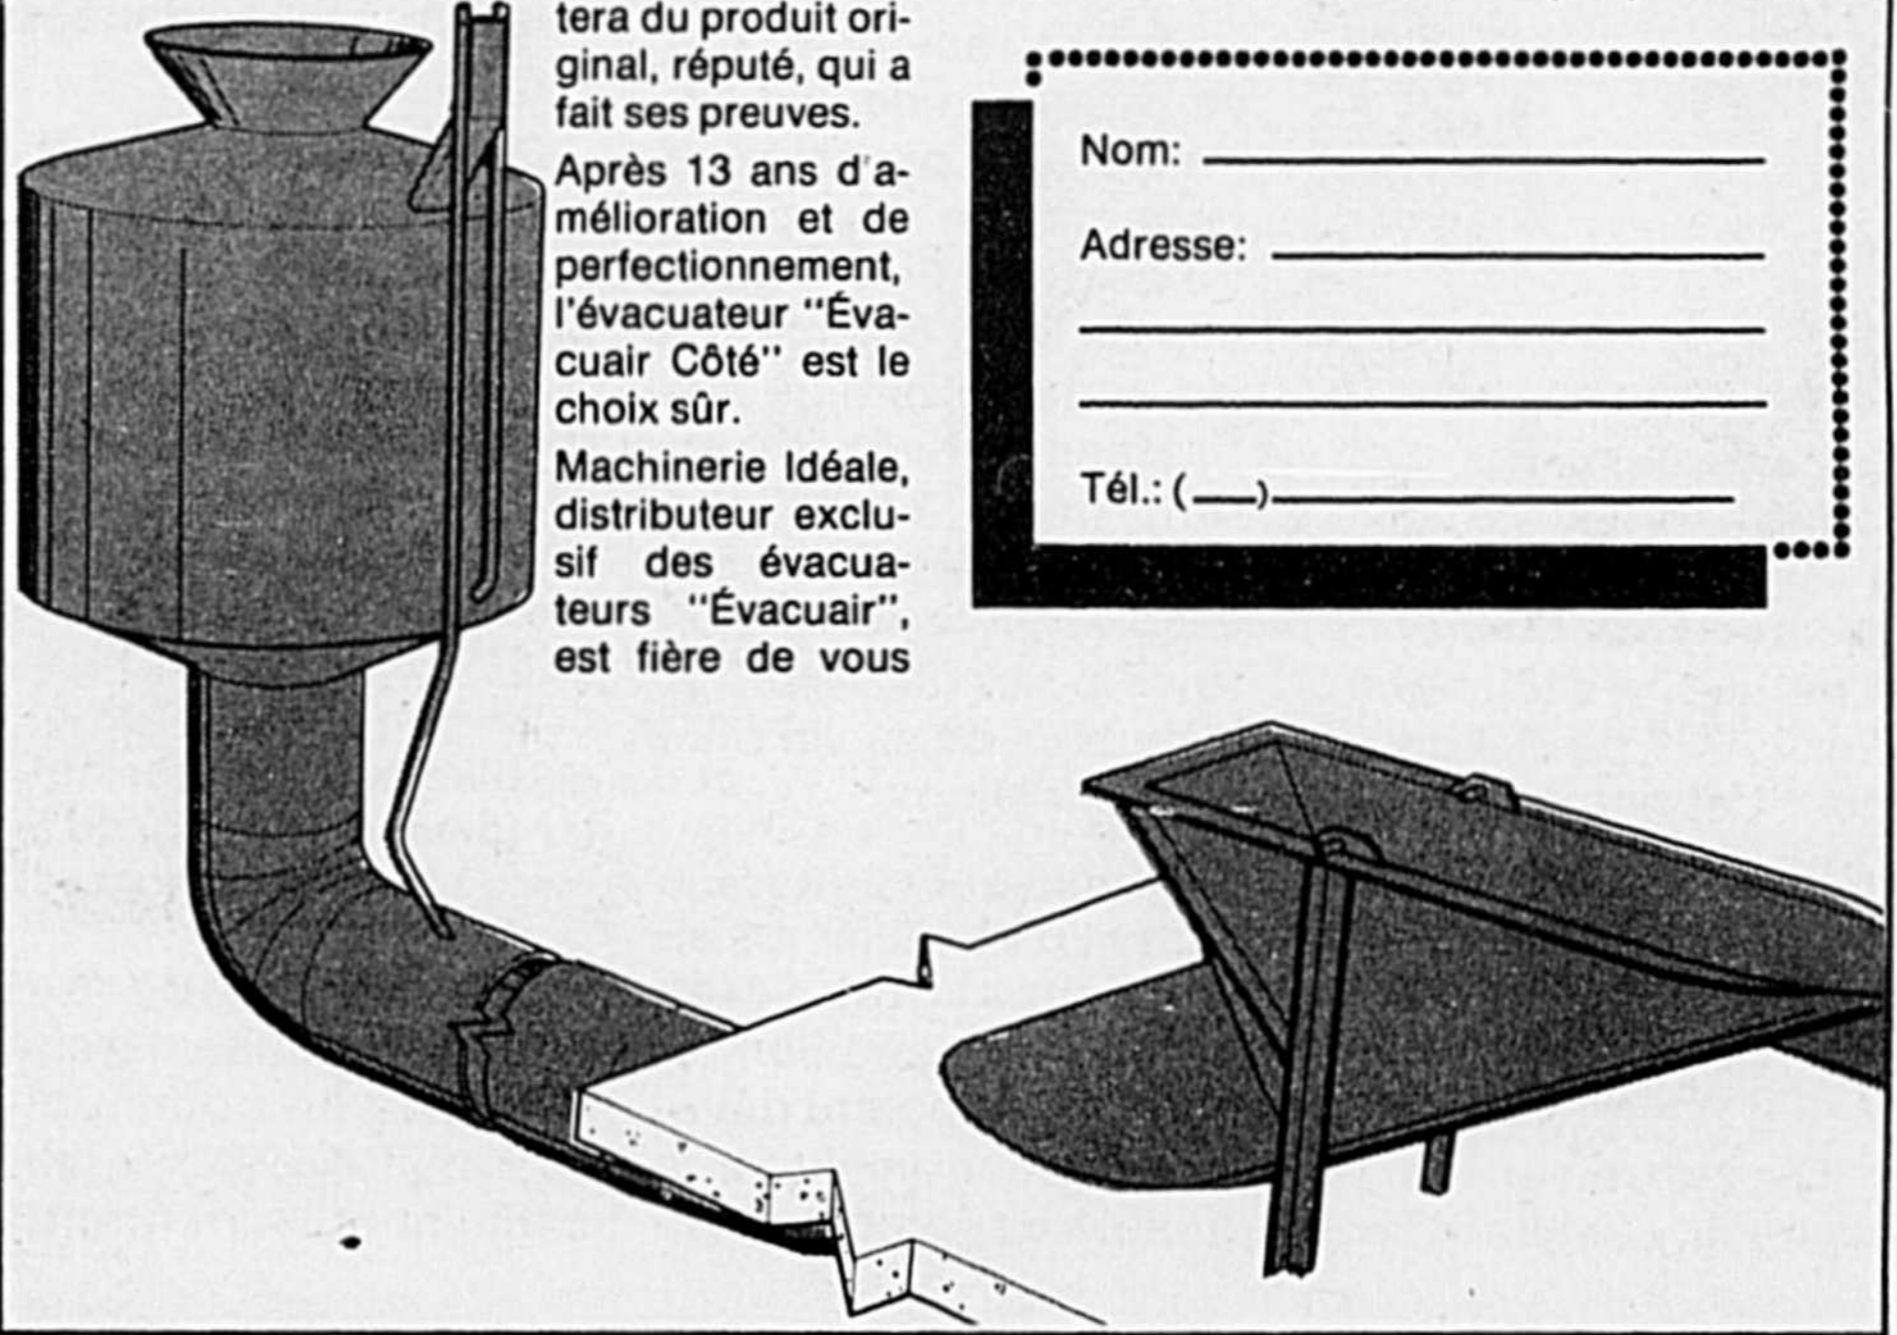 tera du produit ori-
ginal, réputé, qui a
fait ses preuves.
Après 13 ans d'a-
mélioration et de
perfectionnement,
l'évacuateur "Éva-
cuair Côté" est le
choix sûr.
Machinerie Idéale,
distributeur exclu-
sif des évacua-
teurs "Évacuair",
est fière de vous
Nom:
Adresse:
Tél.: (___)